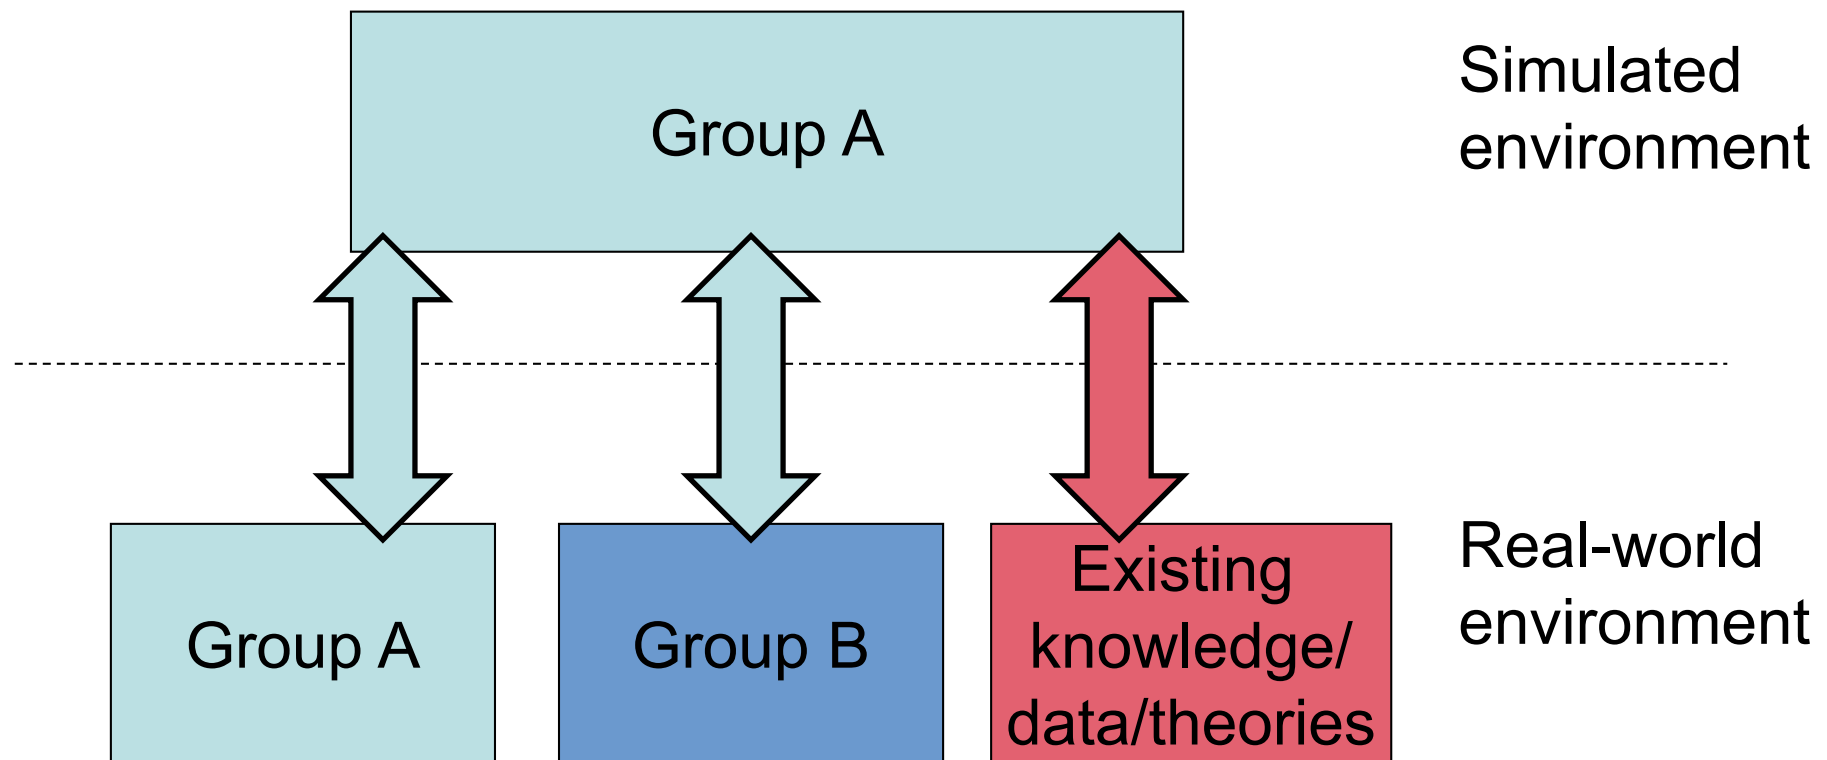 Group A
Simulated
environment
Group A
Group B
Existing
knowledge/
data/theories
Real-world
environment